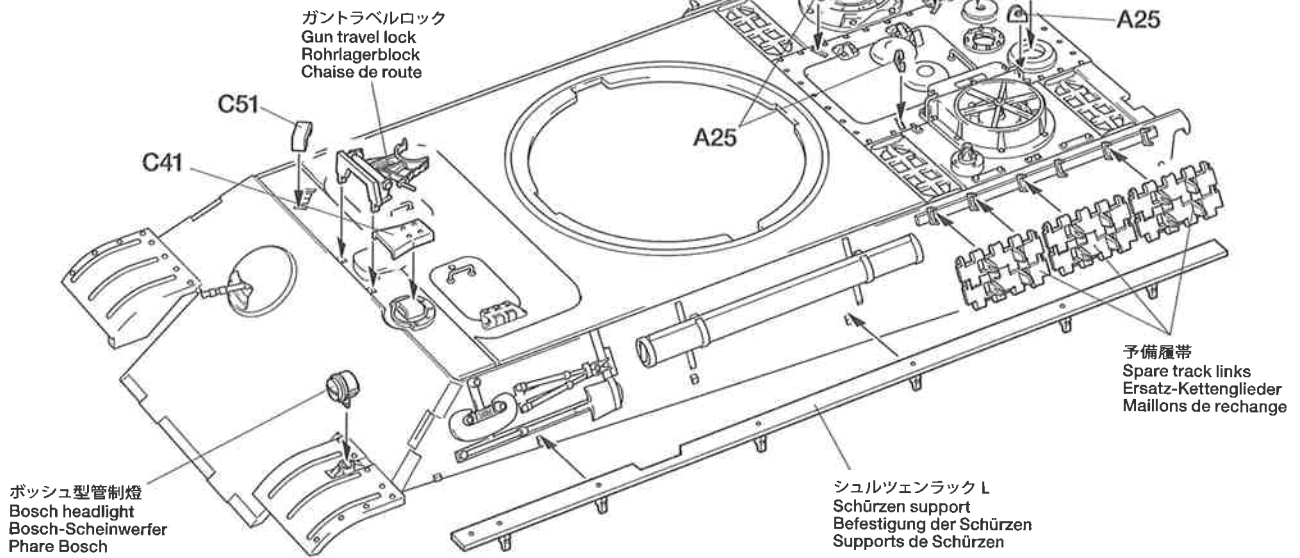 ガントラベルロック
Gun travel lock
Rohrlagerblock
Chaise de route
A25
C51
C41
A25
予備履帯
Spare track links
Ersatz-Kettenglieder
Maillons de rechange
ボッシュ型管制燈
Bosch headlight
Bosch-Scheinwerfer
Phare Bosch
シュルツェンラック L
Schürzen support
Befestigung der Schürzen
Supports de Schürzen